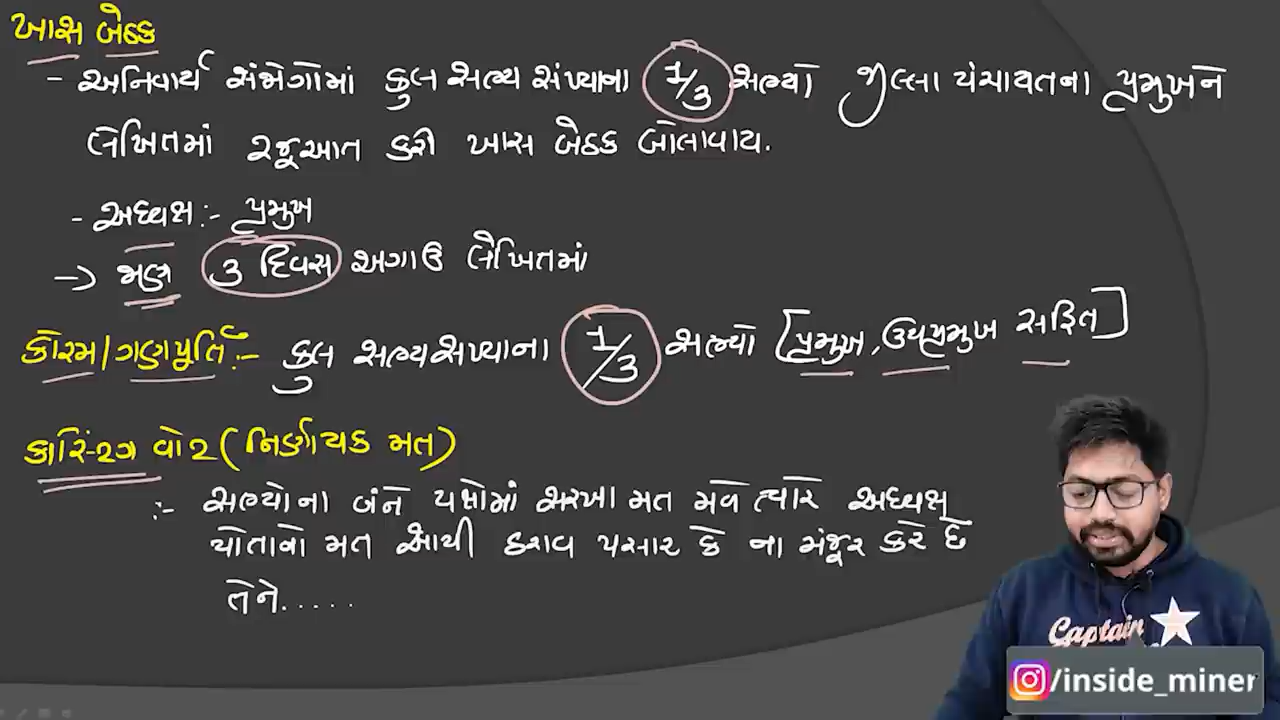 ખાસ બેઠક
- અનિવાર્ય સંજોગોમાં કુલ સભ્ય સંખ્યાના 1/3 સભ્યો જીલ્લા પંચાયતના પ્રમુખને
લેખિતમાં રજૂઆત કરી ખાસ બેઠક બોલાવાય.
- અધ્યક્ષ :- પ્રમુખ
→ જાણ 3 દિવસ અગાઉ લેખિતમાં
કોરમ/ગણપૂર્તિ :- કુલ સભ્યસંખ્યાના 1/3 સભ્યો [પ્રમુખ, ઉપપ્રમુખ સહિત]
કાસ્ટિંગ વોટ (નિર્ણાયક મત)
:- સભ્યોના બંને પક્ષોમાં સરખા મત મળે ત્યારે અધ્યક્ષ
પોતાનો મત આપી ઠરાવ પસાર કે ના મંજૂર કરે છે
તેને.....
Captain
/inside_miner